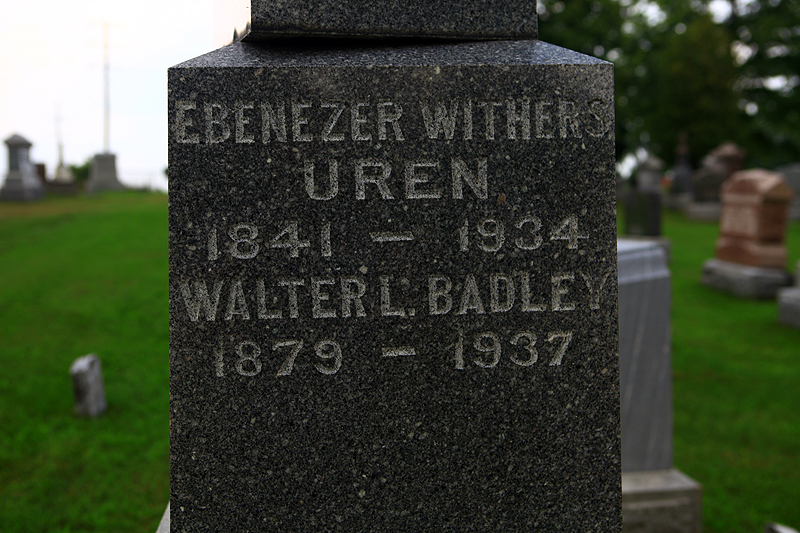 EBENEZER WITHERS
UREN
1841 – 1934
WALTER L. BADLEY
1879 – 1937